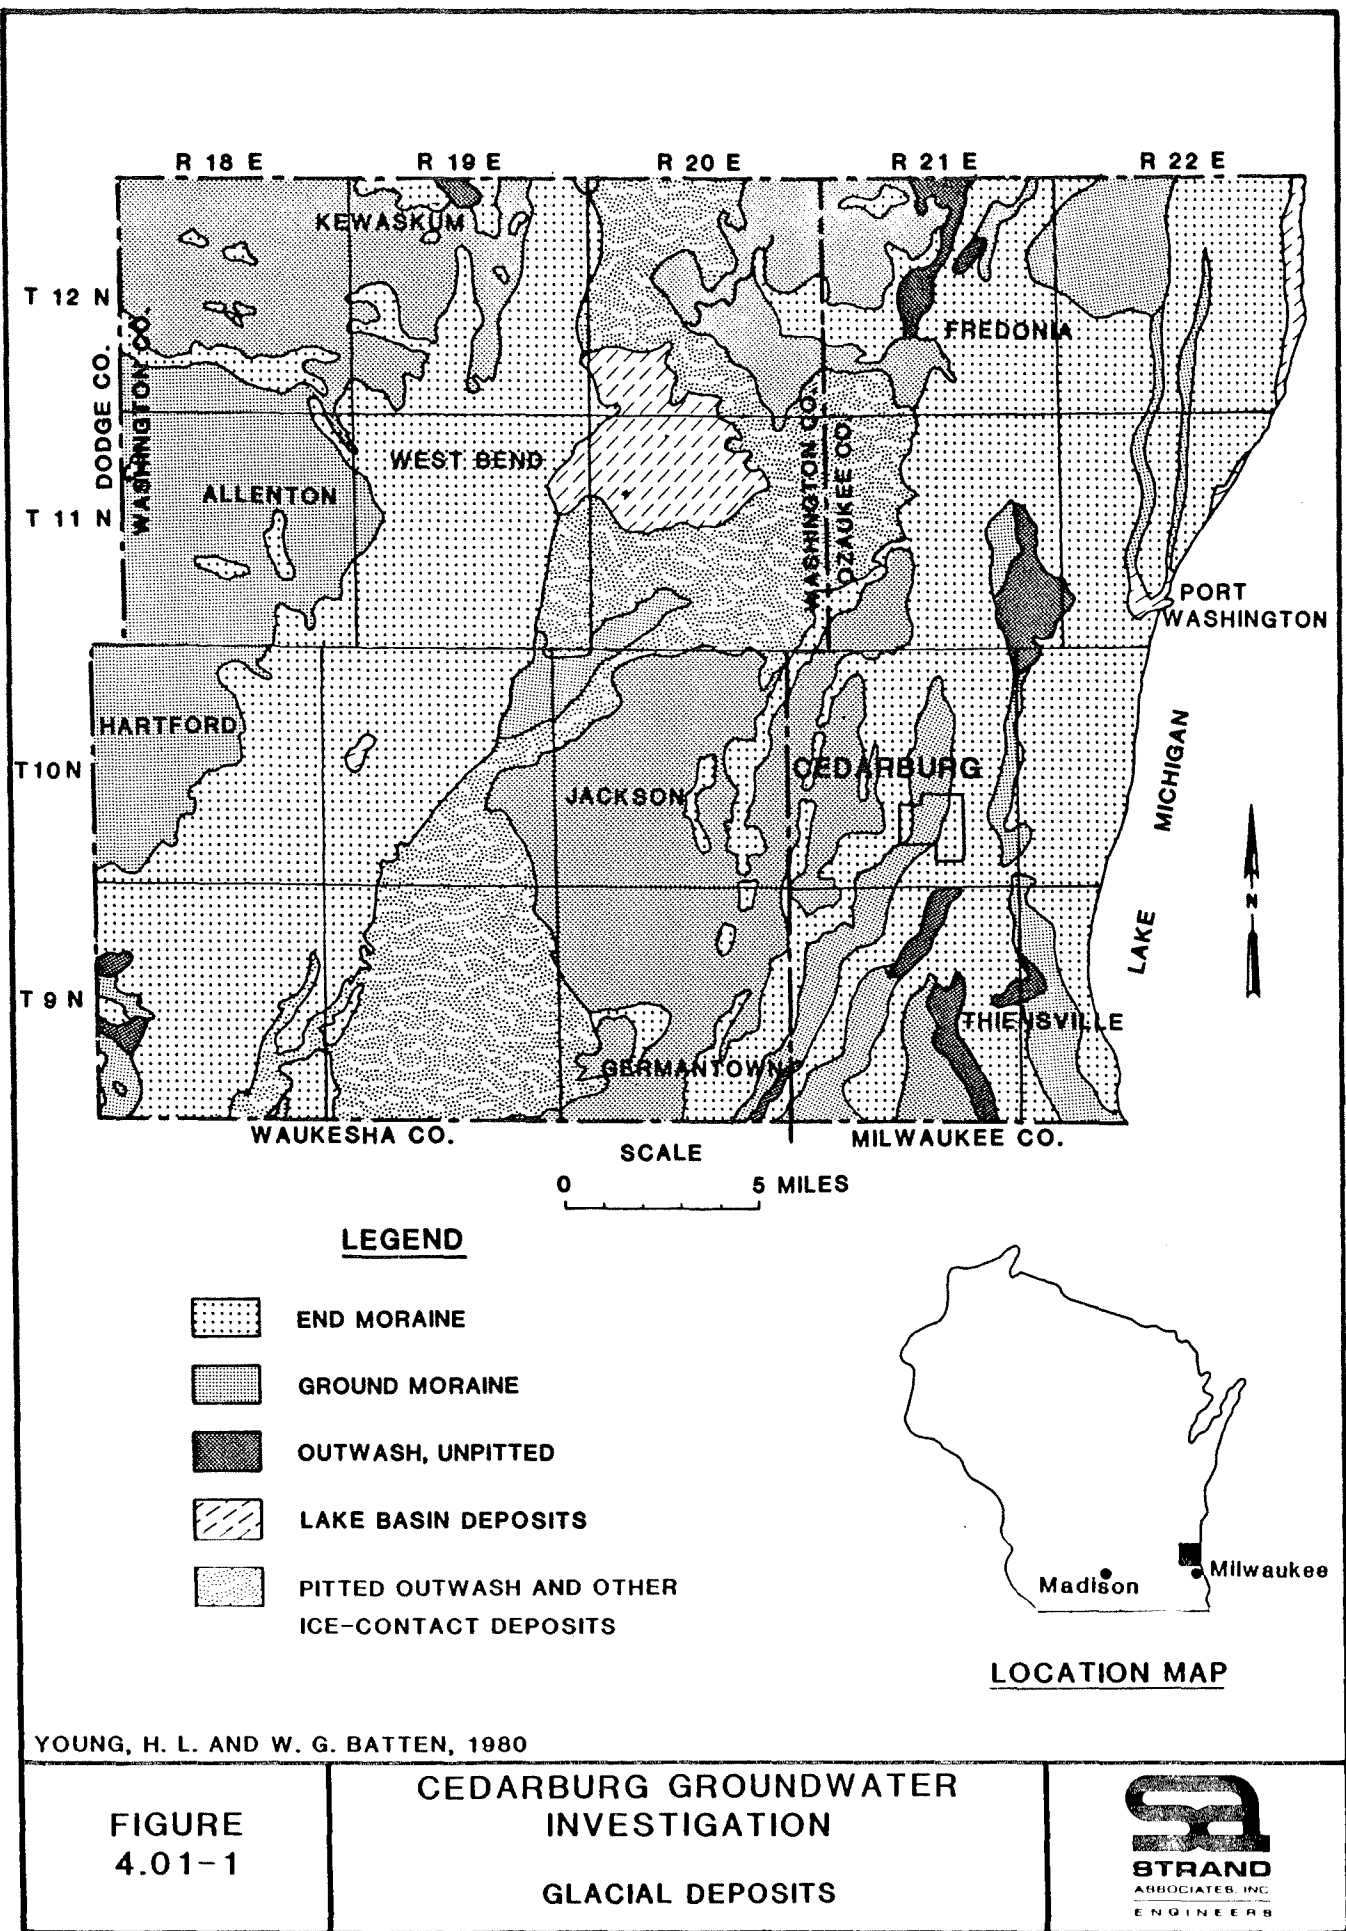 R 18 E R 19 E R 20 E R 21 E R 22 E
KEWASKUM
T 12 N
FREDONIA
DODGE CO.
WASHINGTON CO.
WASHINGTON CO.
OZAUKEE CO.
WEST BEND
ALLENTON
T 11 N
PORT
WASHINGTON
HARTFORD
T10N
CEDARBURG
JACKSON
LAKE MICHIGAN
N
T 9 N
THIENSVILLE
GERMANTOWN
WAUKESHA CO.
MILWAUKEE CO.
SCALE
0 5 MILES
LEGEND
END MORAINE
GROUND MORAINE
OUTWASH, UNPITTED
LAKE BASIN DEPOSITS
PITTED OUTWASH AND OTHER
ICE-CONTACT DEPOSITS
Madison
Milwaukee
LOCATION MAP
YOUNG, H. L. AND W. G. BATTEN, 1980
FIGURE
4.01-1
CEDARBURG GROUNDWATER
INVESTIGATION
GLACIAL DEPOSITS
STRAND
ASSOCIATES, INC
ENGINEERS